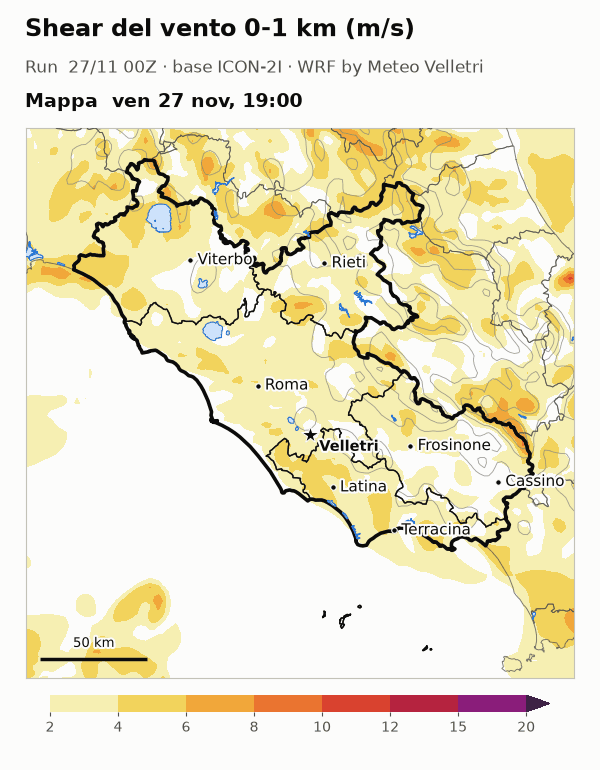 Shear del vento 0-1 km (m/s)
Run  27/11 00Z · base ICON-2I · WRF by Meteo Velletri
Mappa  ven 27 nov, 19:00
Viterbo
Rieti
Roma
Velletri
Frosinone
Cassino
Latina
Terracina
50 km
2 4 6 8 10 12 15 20